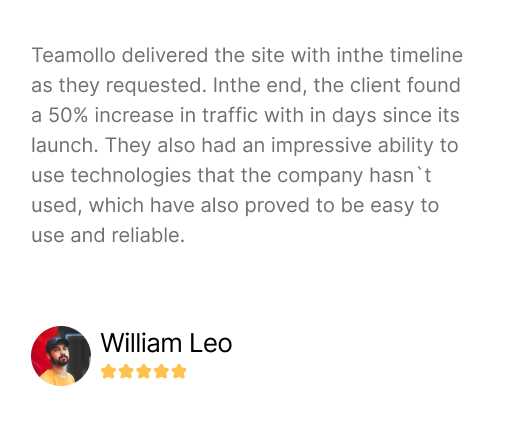 Teamollo delivered the site with inthe timeline
as they requested. Inthe end, the client found
a 50% increase in traffic with in days since its
launch. They also had an impressive ability to
use technologies that the company hasn`t
used, which have also proved to be easy to
use and reliable.
William Leo